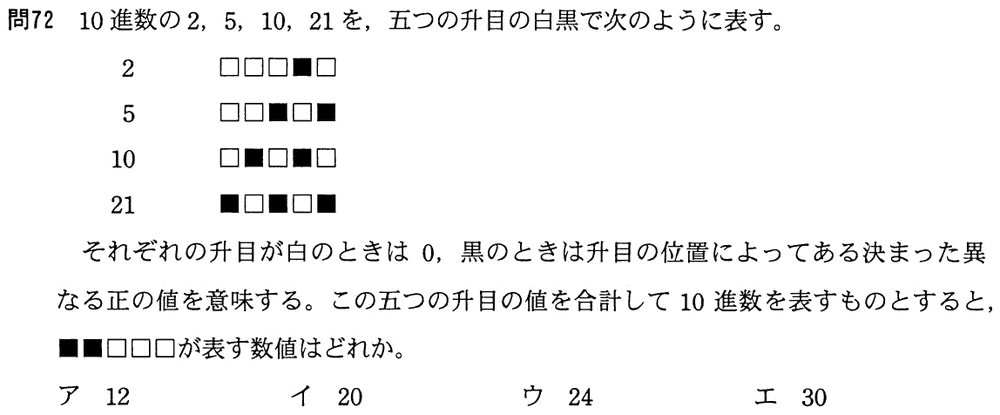 問72 10進数の2，5，10，21を，五つの升目の白黒で次のように表す。
2 □□□■□
5 □□■□■
10 □■□■□
21 ■□■□■
それぞれの升目が白のときは 0，黒のときは升目の位置によってある決まった異
なる正の値を意味する。この五つの升目の値を合計して 10 進数を表すものとすると，
■■□□□が表す数値はどれか。
ア 12 イ 20 ウ 24 エ 30